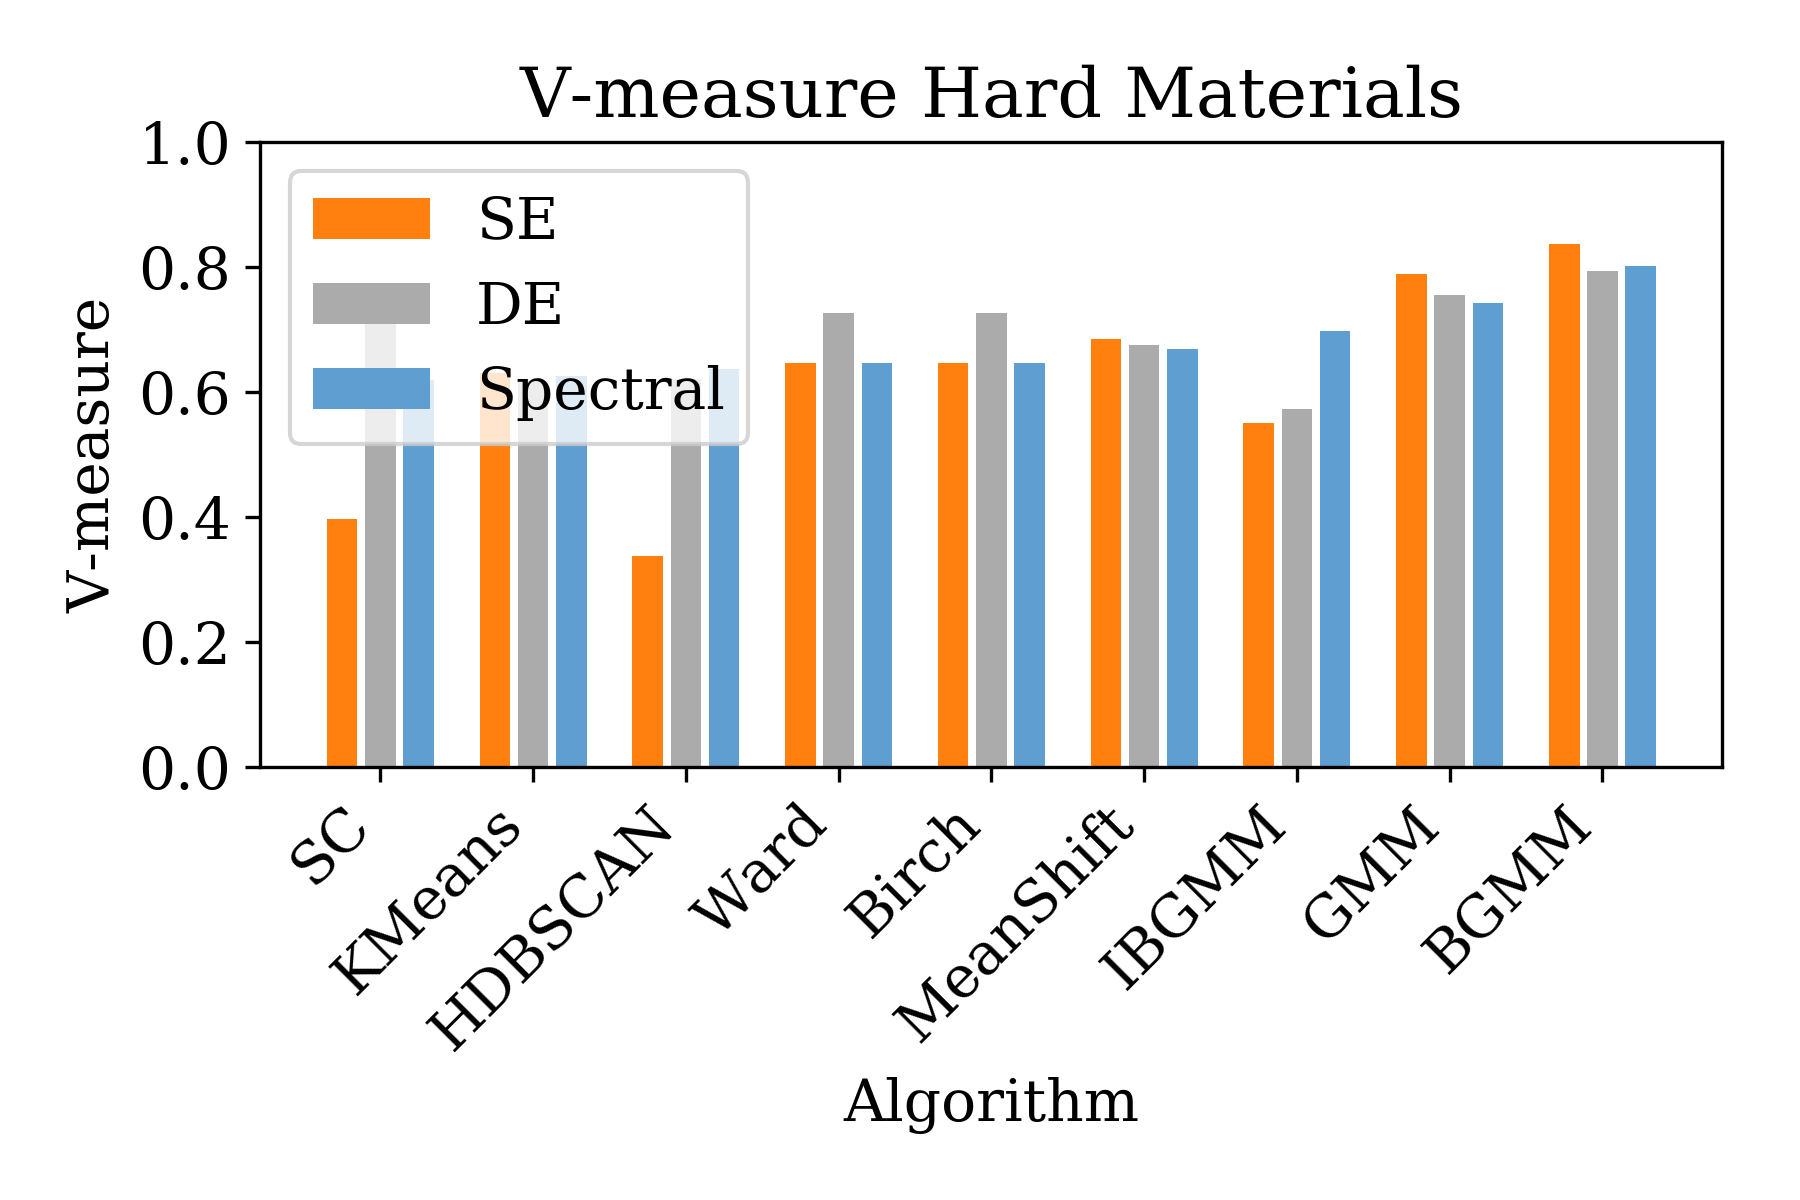 V-measure Hard Materials
V-measure
1.0
0.8
0.6
0.4
0.2
0.0
SE
DE
Spectral
SC
KMeans
HDBSCAN
Ward
Birch
MeanShift
IBGMM
GMM
BGMM
Algorithm